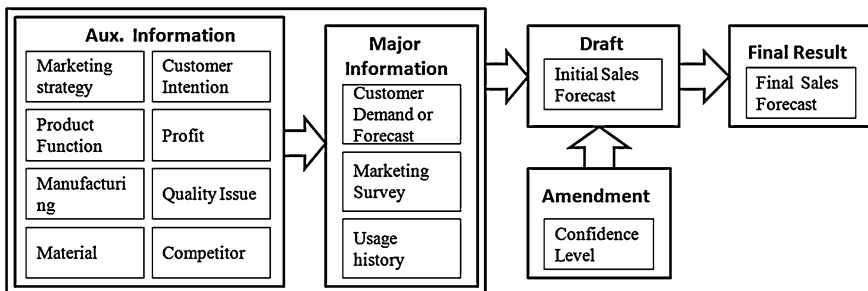 Aux. Information
Marketing
strategy
Customer
Intention
Product
Function
Profit
Manufacturi
ng
Quality Issue
Material
Competitor
Major
Information
Customer
Demand or
Forecast
Marketing
Survey
Usage
history
Draft
Initial Sales
Forecast
Amendment
Confidence
Level
Final Result
Final Sales
Forecast